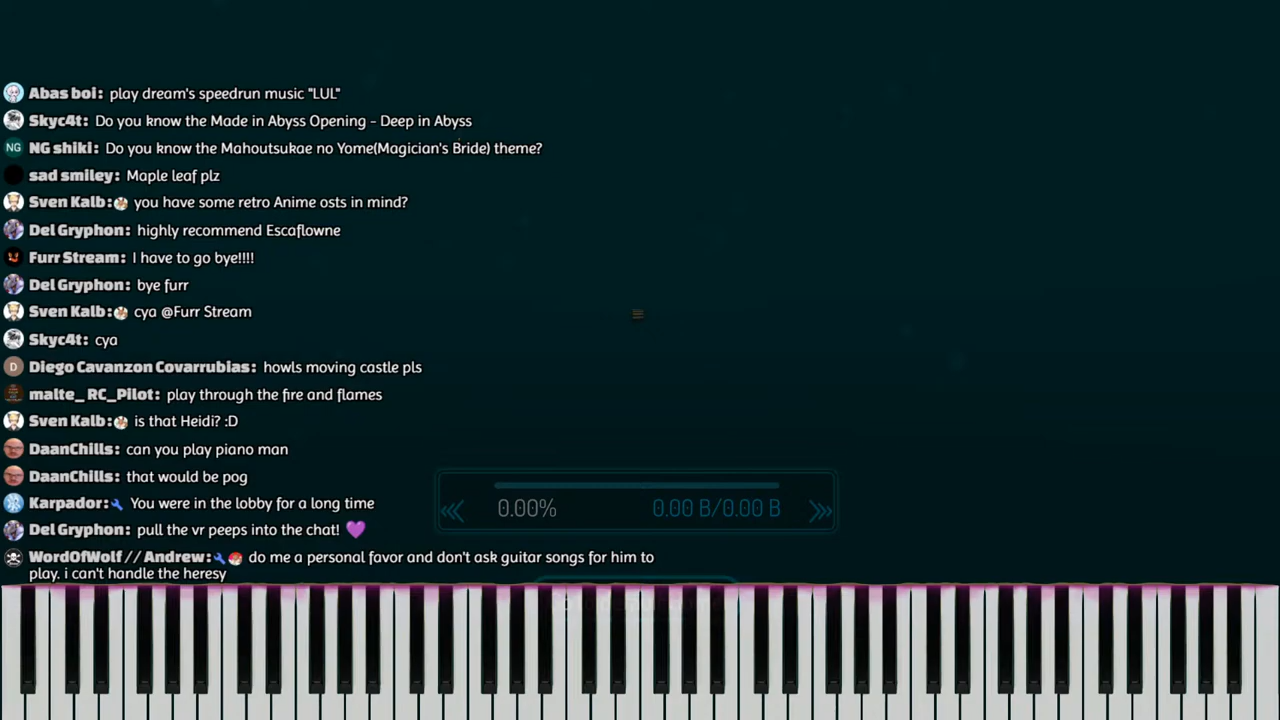 Abas boi: play dream's speedrun music "LUL"
Skyc4t: Do you know the Made in Abyss Opening - Deep in Abyss
NG NG shiki: Do you know the Mahoutsukae no Yome(Magician's Bride) theme?
sad smiley: Maple leaf plz
Sven Kalb: you have some retro Anime osts in mind?
Del Gryphon: highly recommend Escaflowne
Furr Stream: I have to go bye!!!!
Del Gryphon: bye furr
Sven Kalb: cya @Furr Stream
Skyc4t: cya
D Diego Cavanzon Covarrubias: howls moving castle pls
malte_ RC_Pilot: play through the fire and flames
Sven Kalb: is that Heidi? :D
DaanChills: can you play piano man
DaanChills: that would be pog
Karpador: You were in the lobby for a long time
Del Gryphon: pull the vr peeps into the chat! 💜
WordOfWolf // Andrew: do me a personal favor and don't ask guitar songs for him to
play. i can't handle the heresy
0.00% 0.00 B/0.00 B